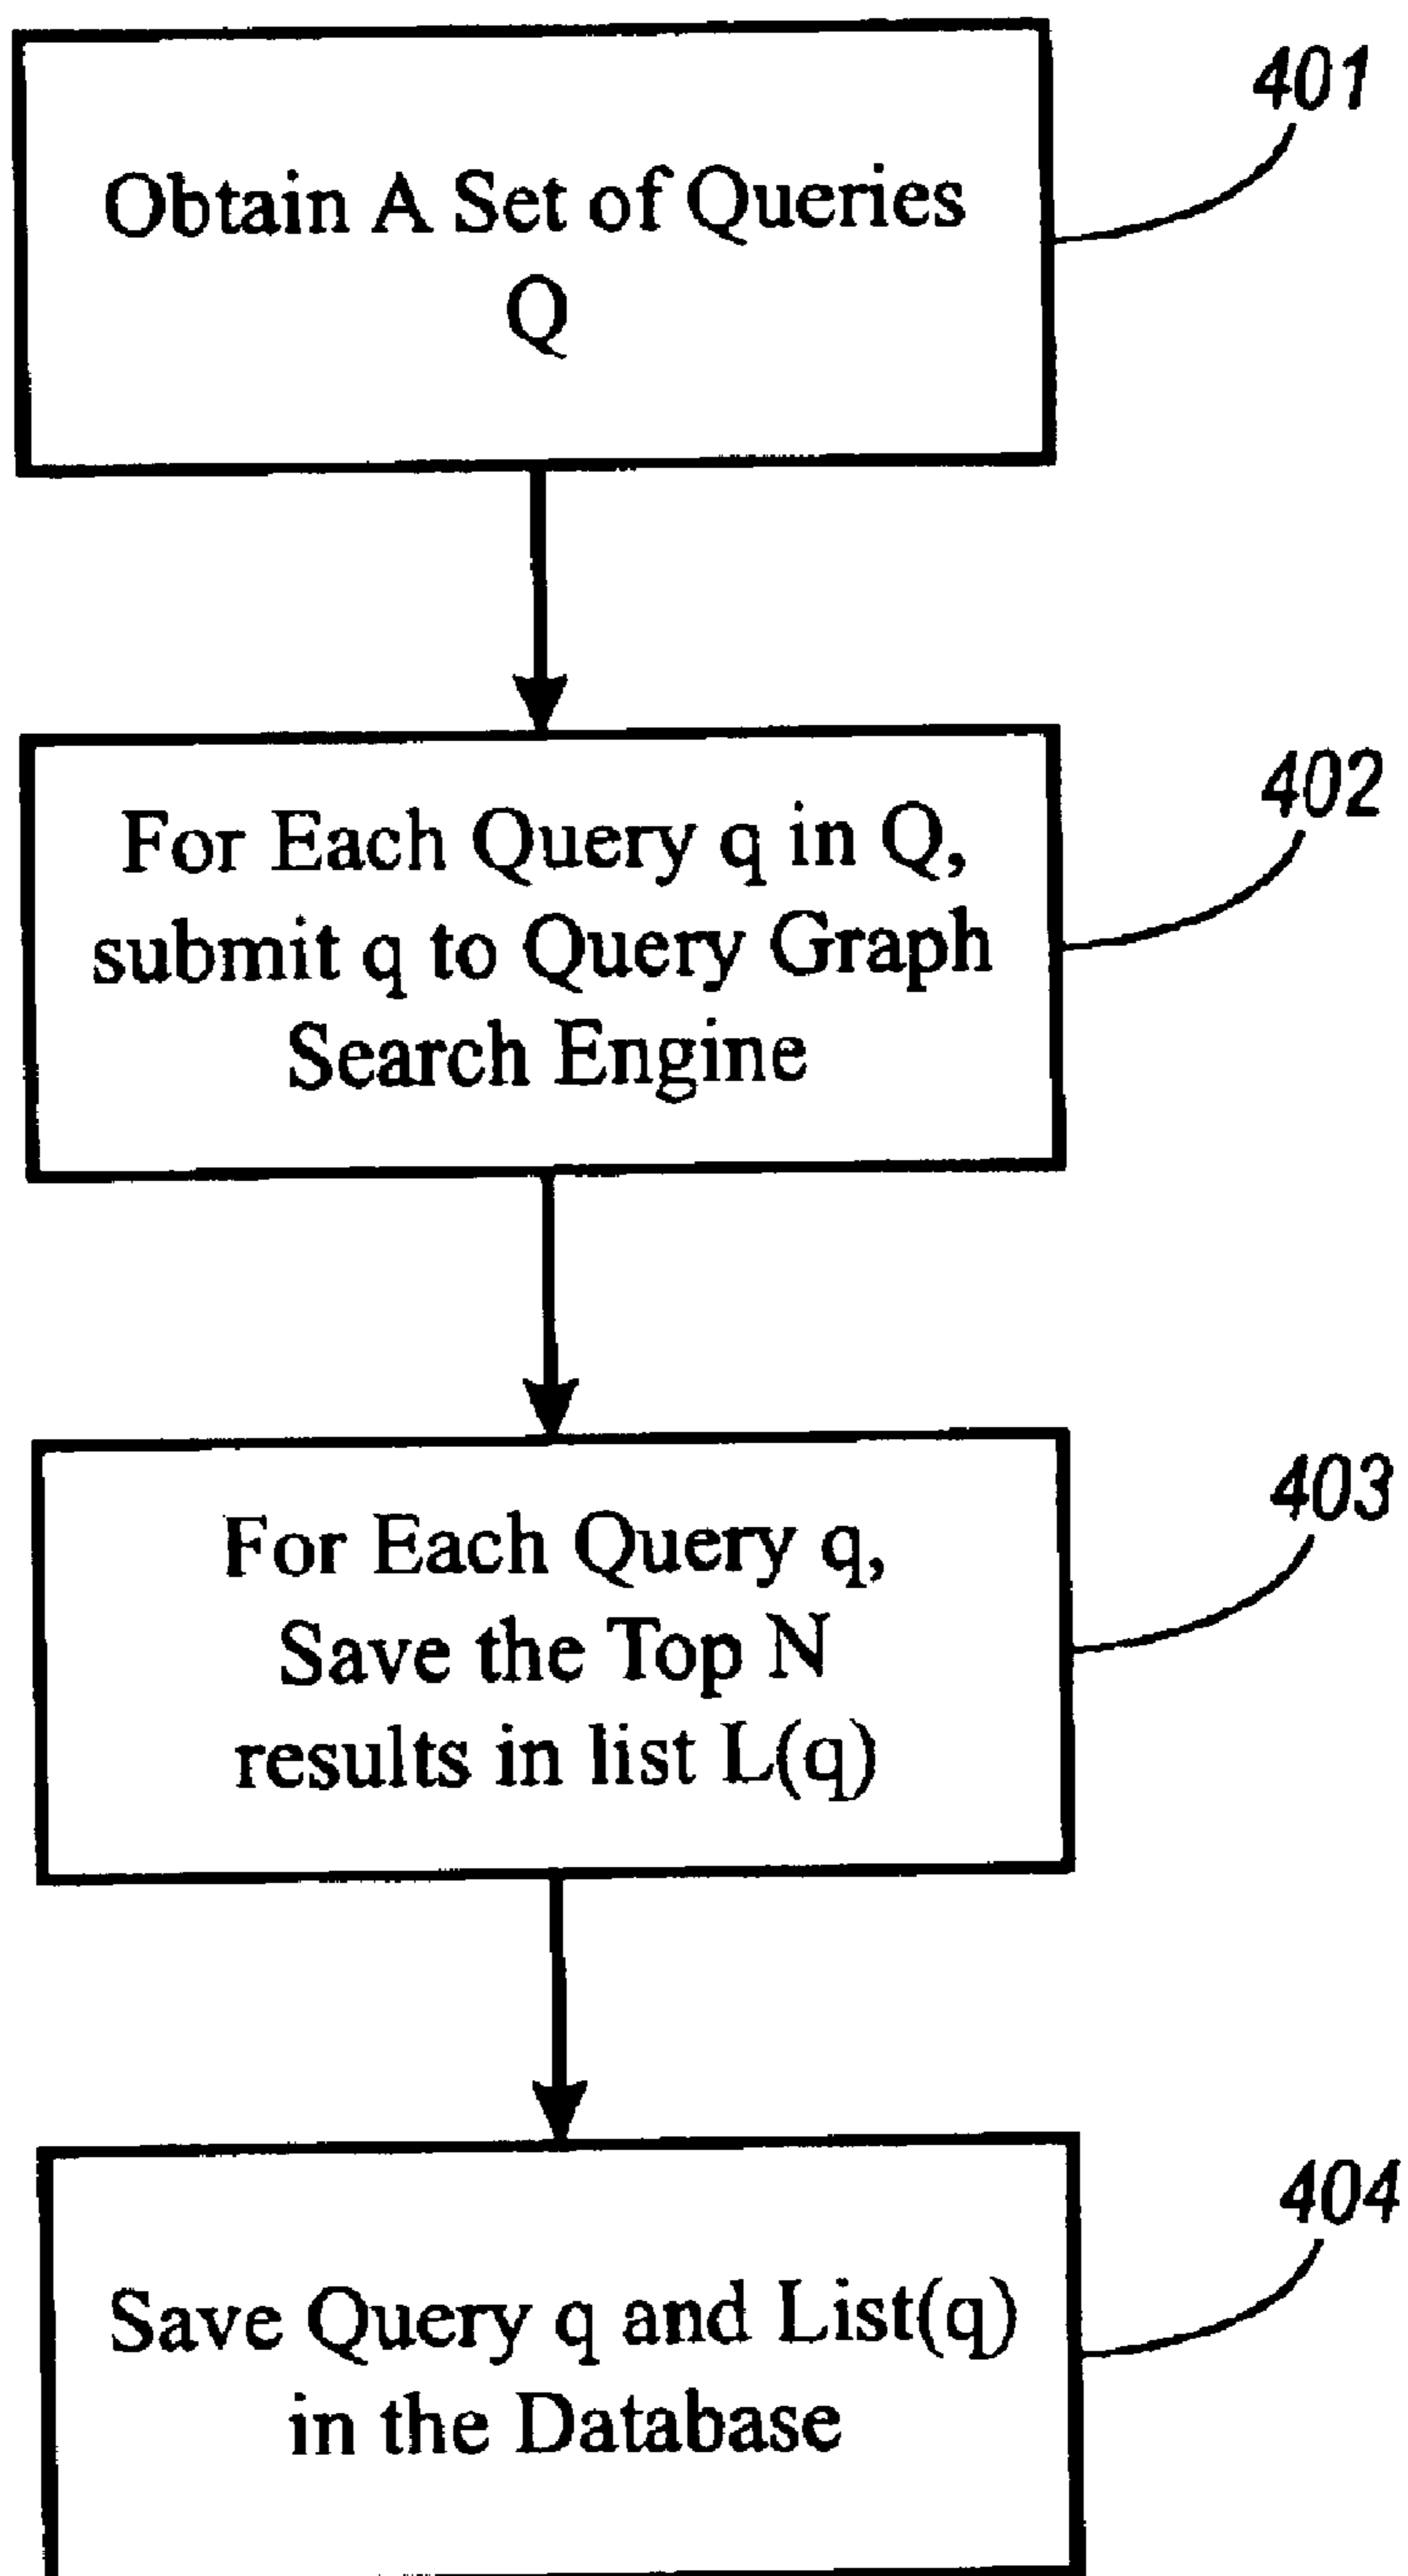 401
Obtain A Set of Queries
Q
402
For Each Query q in Q,
submit q to Query Graph
Search Engine
403
For Each Query q,
Save the Top N
results in list L(q)
404
Save Query q and List(q)
in the Database